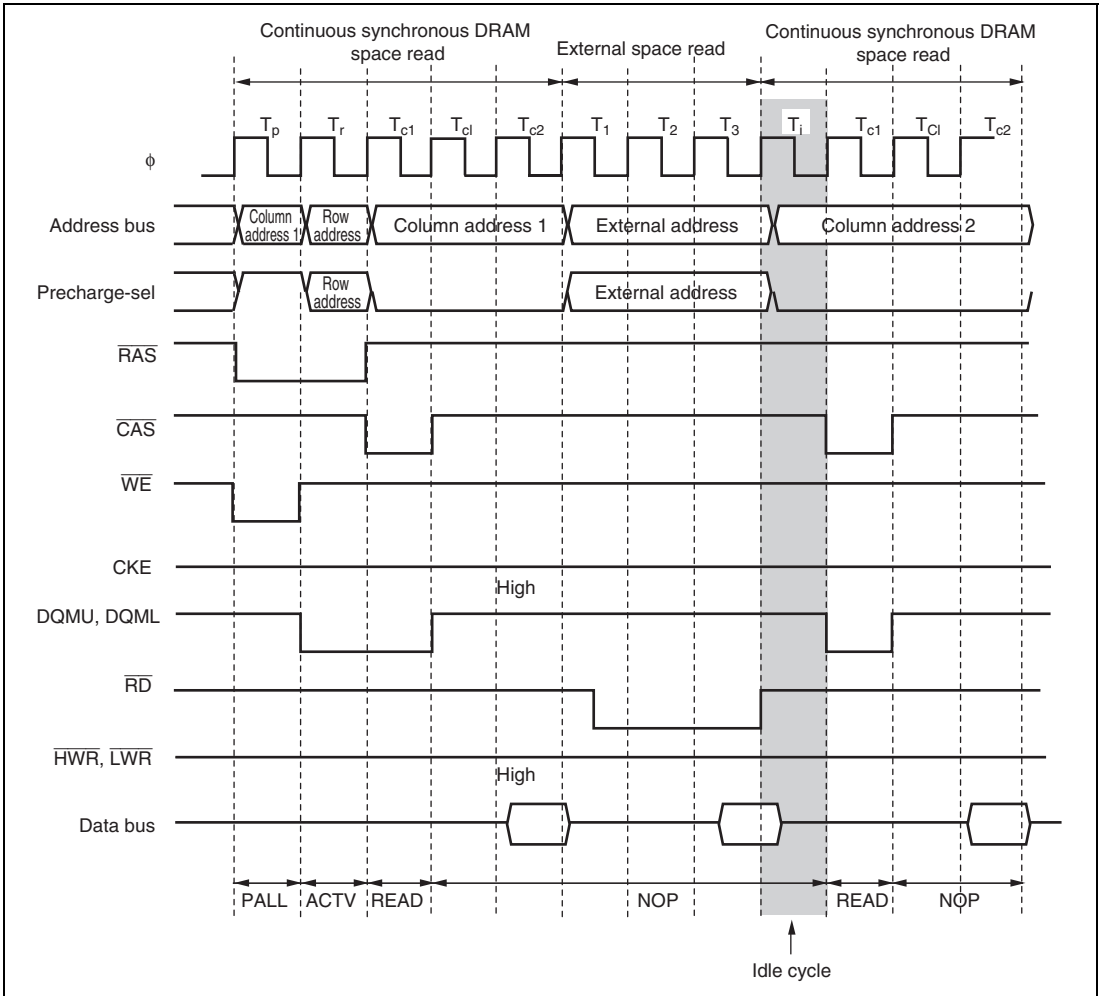 Continuous synchronous DRAM
space read
External space read
Continuous synchronous DRAM
space read
Tp Tr Tc1 Tcl Tc2 T1 T2 T3 Ti Tc1 TCl Tc2
ϕ
Address bus
Column
address 1
Row
address
Column address 1
External address
Column address 2
Precharge-sel
Row
address
External address
RAS
CAS
WE
CKE
High
DQMU, DQML
RD
HWR, LWR
High
Data bus
PALL ACTV READ NOP READ NOP
Idle cycle